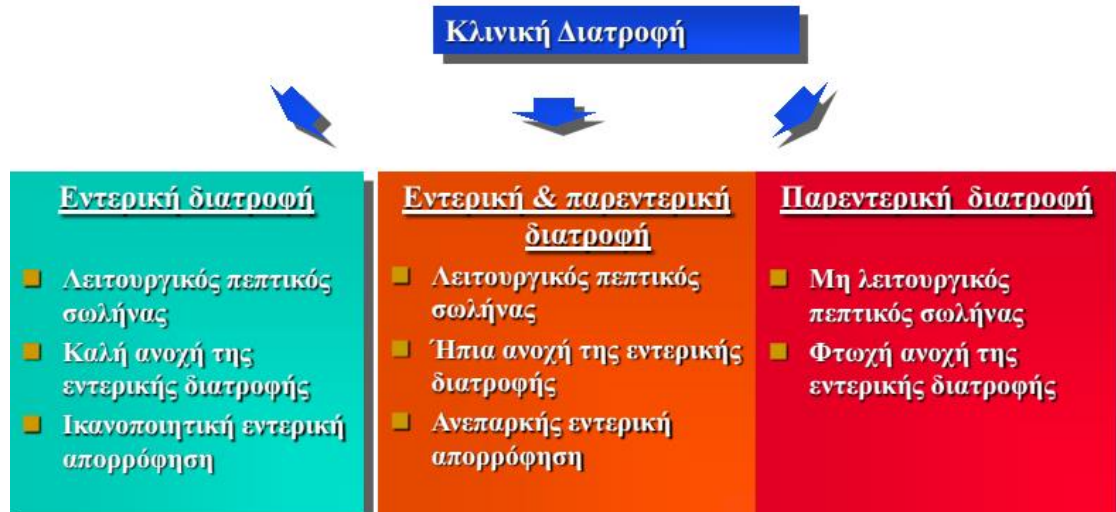 Κλινική Διατροφή
Εντερική διατροφή
Λειτουργικός πεπτικός
σωλήνας
Καλή ανοχή της
εντερικής διατροφής
Ικανοποιητική εντερική
απορρόφηση
Εντερική & παρεντερική
διατροφή
Λειτουργικός πεπτικός
σωλήνας
Ήπια ανοχή της εντερικής
διατροφής
Ανεπαρκής εντερική
απορρόφηση
Παρεντερική διατροφή
Μη λειτουργικός
πεπτικός σωλήνας
Φτωχή ανοχή της
εντερικής διατροφής